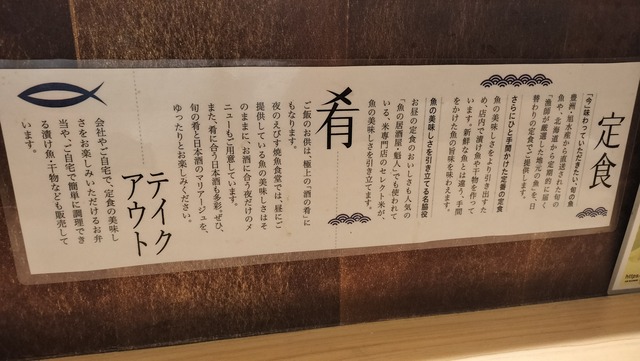 定食
「今」味わっていただきたい、旬の魚
豊洲・旭水産から直送された旬の
魚や、北海道から定期的に届く
「漁師が厳選した地元の魚」を、日
替わりの定食でご提供します。
さらにひと手間かけた定番の定食
魚の美味しさをより引き出すた
め、店内で漬け魚や干物を作って
います。新鮮な魚とは違う、手間
をかけた魚の旨味を味わえます。
魚の美味しさを引き立てる名脇役
お昼の定食のおいしさも人気の
「魚の居酒屋・魁人」でも使われて
いる、米専門店のセレクト米が、
魚の美味しさを引き立てます。
肴
ご飯のお供は、極上の「酒の肴」に
もなります。
夜のえびす焼魚食堂では、昼にご
提供している魚の美味しさはそ
のままに、お酒に合う夜だけのメ
ニューもご用意しています。
また、肴に合う日本酒も多彩。ぜひ、
旬の肴と日本酒のマリアージュを、
ゆったりとお楽しみください。
テイク
アウト
会社やご自宅で、定食の美味し
さをお楽しみいただけるお弁
当や、ご自宅で簡単に調理でき
る漬け魚、干物なども販売して
います。